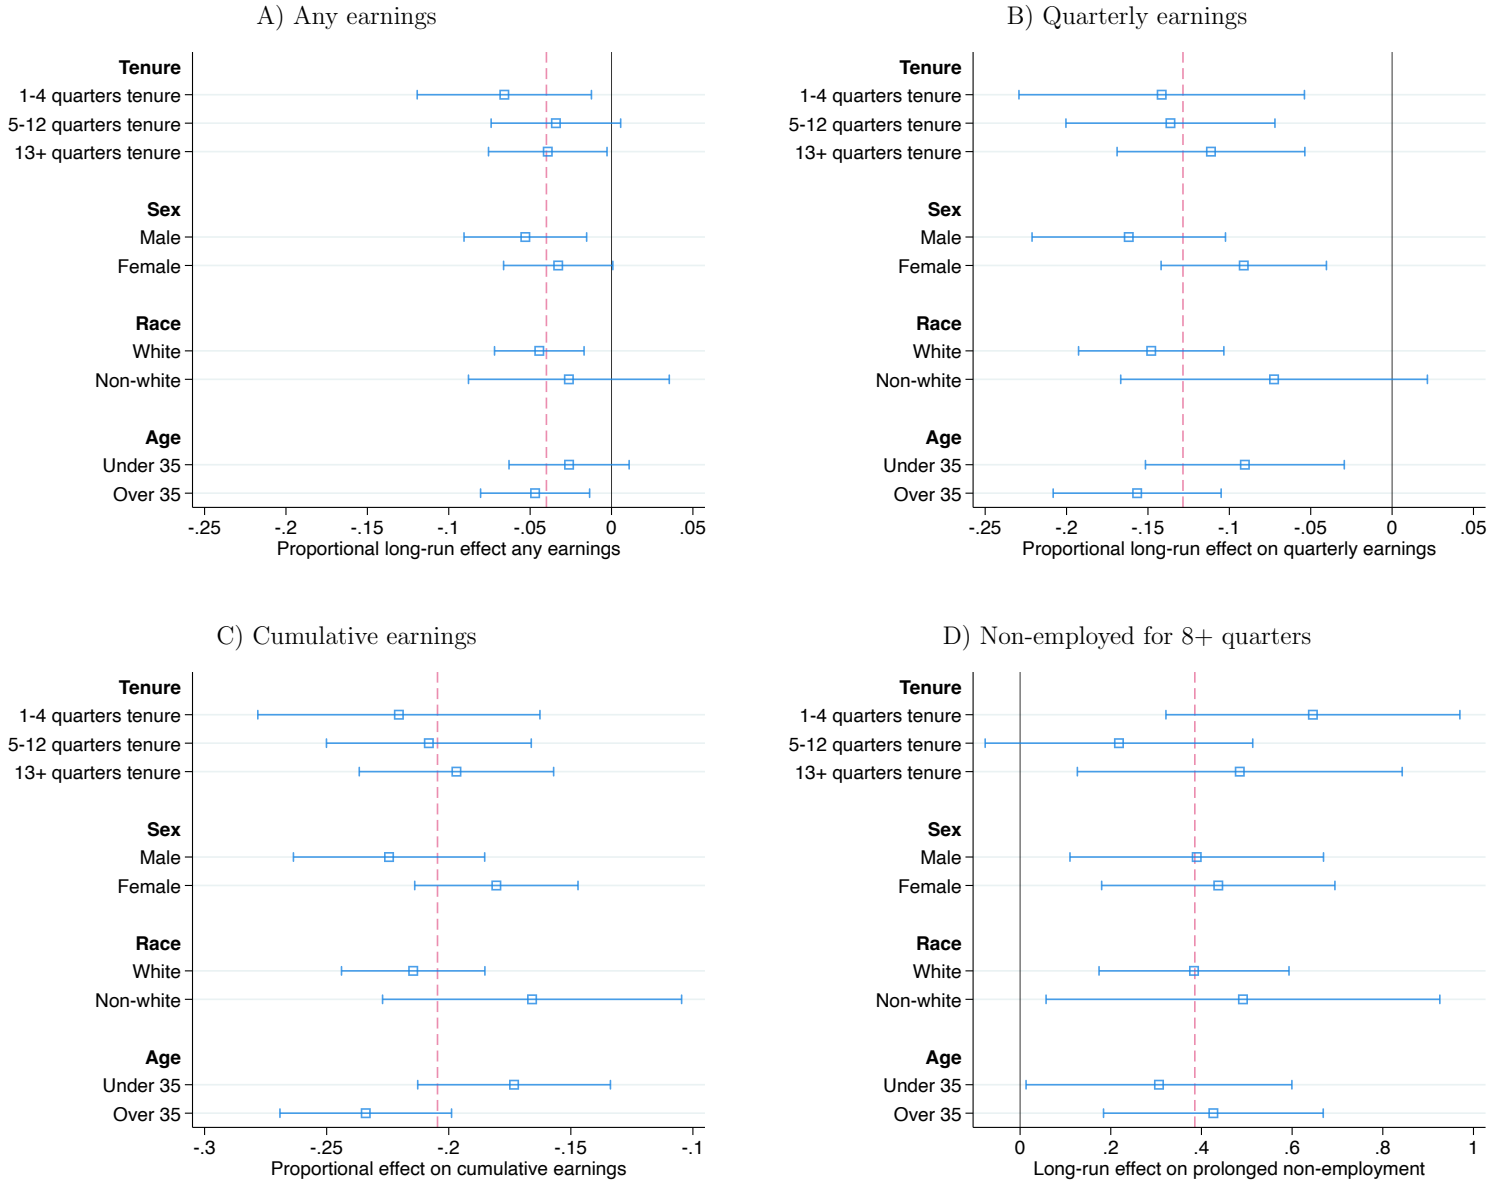 A) Any earnings
Tenure
1-4 quarters tenure
5-12 quarters tenure
13+ quarters tenure
Sex
Male
Female
Race
White
Non-white
Age
Under 35
Over 35
-.25 -.2 -.15 -.1 -.05 0 .05
Proportional long-run effect any earnings
B) Quarterly earnings
Tenure
1-4 quarters tenure
5-12 quarters tenure
13+ quarters tenure
Sex
Male
Female
Race
White
Non-white
Age
Under 35
Over 35
-.25 -.2 -.15 -.1 -.05 0 .05
Proportional long-run effect on quarterly earnings
C) Cumulative earnings
Tenure
1-4 quarters tenure
5-12 quarters tenure
13+ quarters tenure
Sex
Male
Female
Race
White
Non-white
Age
Under 35
Over 35
-.3 -.25 -.2 -.15 -.1
Proportional effect on cumulative earnings
D) Non-employed for 8+ quarters
Tenure
1-4 quarters tenure
5-12 quarters tenure
13+ quarters tenure
Sex
Male
Female
Race
White
Non-white
Age
Under 35
Over 35
0 .2 .4 .6 .8 1
Long-run effect on prolonged non-employment